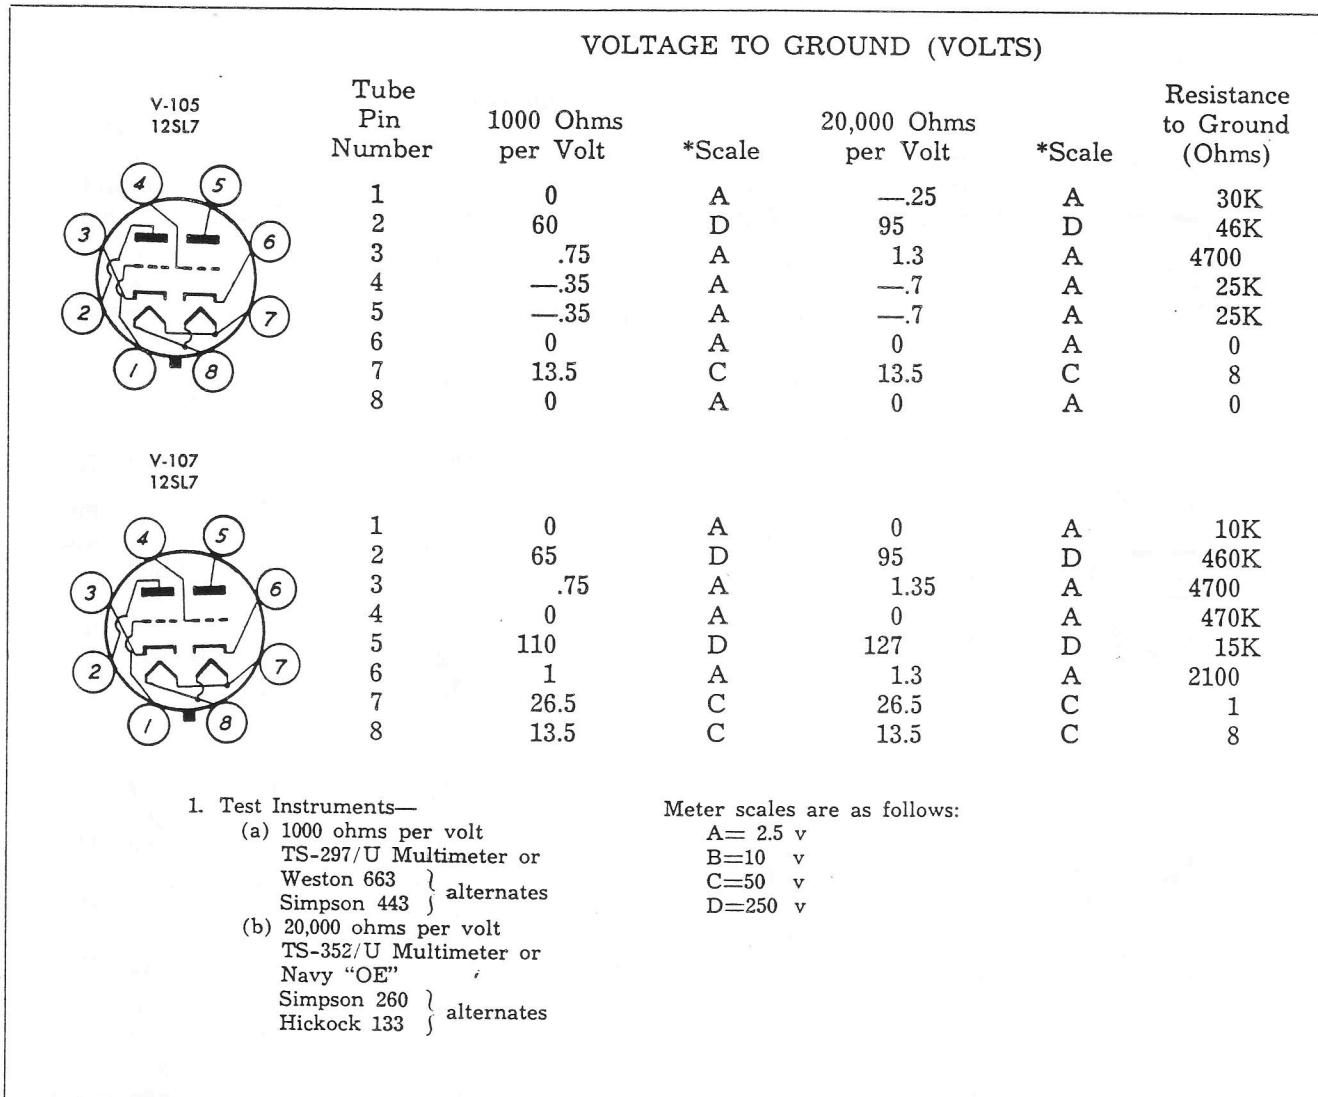 VOLTAGE TO GROUND (VOLTS)
V-105
12SL7
Tube Pin Number 1000 Ohms per Volt *Scale 20,000 Ohms per Volt *Scale Resistance to Ground (Ohms)
4 5
3 6
2 7
1 8
1 0 A —.25 A 30K
2 60 D 95 D 46K
3 .75 A 1.3 A 4700
4 —.35 A —.7 A 25K
5 —.35 A —.7 A 25K
6 0 A 0 A 0
7 13.5 C 13.5 C 8
8 0 A 0 A 0
V-107
12SL7
4 5
3 6
2 7
1 8
1 0 A 0 A 10K
2 65 D 95 D 460K
3 .75 A 1.35 A 4700
4 0 A 0 A 470K
5 110 D 127 D 15K
6 1 A 1.3 A 2100
7 26.5 C 26.5 C 1
8 13.5 C 13.5 C 8
1. Test Instruments—
(a) 1000 ohms per volt
TS-297/U Multimeter or
Weston 663
Simpson 443
alternates
(b) 20,000 ohms per volt
TS-352/U Multimeter or
Navy “OE”
Simpson 260
Hickock 133
alternates
Meter scales are as follows:
A= 2.5 v
B=10 v
C=50 v
D=250 v